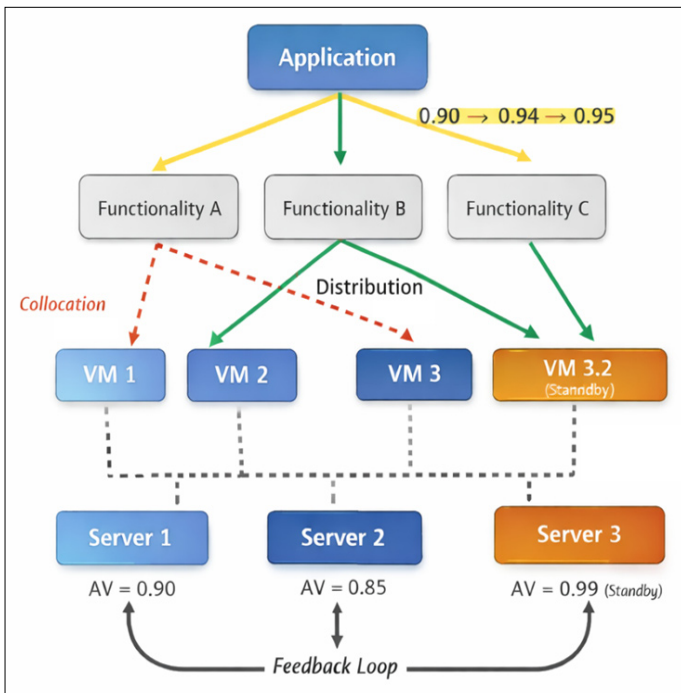 Application
0.90 → 0.94 → 0.95
Functionality A
Functionality B
Functionality C
Collocation
Distribution
VM 1
VM 2
VM 3
VM 3.2
(Stanndby)
Server 1
Server 2
Server 3
AV = 0.90
AV = 0.85
AV = 0.99 (Standby)
Feedback Loop